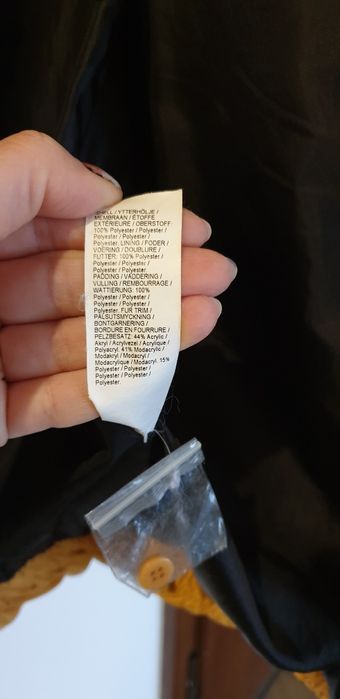 SHELL / YTTERHÖLJE /
MEMBRAAN / ÉTOFFE
EXTÉRIEURE / OBERSTOFF:
100% Polyester / Polyester /
Polyester / Polyester /
Polyester. LINING / FODER /
VOERING / DOUBLURE /
FUTTER: 100% Polyester /
Polyester / Polyester /
Polyester / Polyester.
PADDING / VADDERING /
VULLING / REMBOURRAGE /
WATTIERUNG: 100%
Polyester / Polyester /
Polyester / Polyester /
Polyester. FUR TRIM /
PÄLSUTSMYCKNING /
BONTGARNERING /
BORDURE EN FOURRURE /
PELZBESATZ: 44% Acrylic /
Akryl / Acrylvezel / Acrylique /
Polyacryl. 41% Modacrylic /
Modakryl / Modacryl /
Modacrylique / Modacryl. 15%
Polyester / Polyester /
Polyester / Polyester /
Polyester.